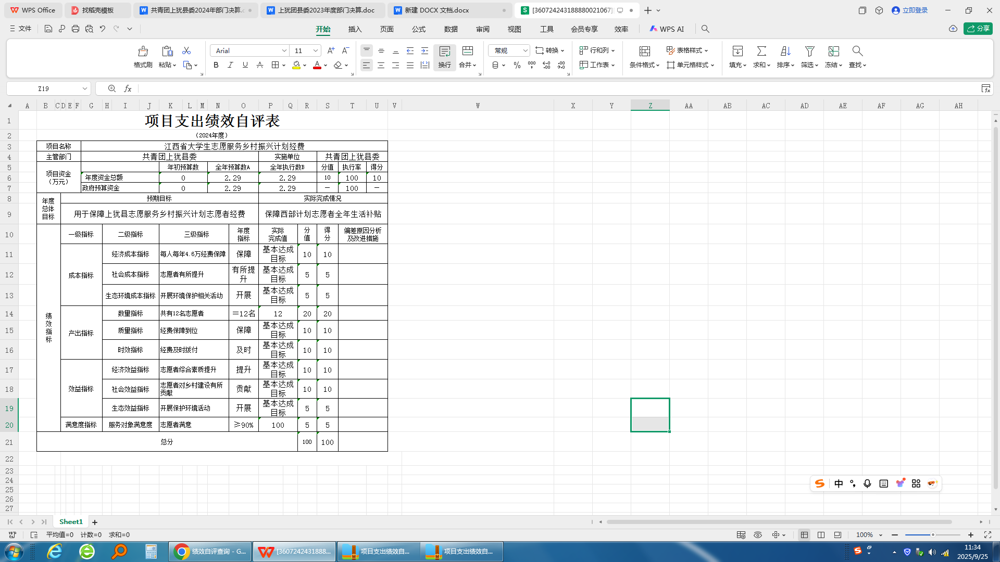 WPS Office
找稻壳模板
共青团上犹县委2024年部门决算.
上犹团县委2023年度部门决算.doc
新建 DOCX 文档.docx
[360724243188880021067]
立即登录
文件
开始
插入
页面
公式
数据
审阅
视图
工具
会员专享
效率
WPS AI
分享
格式刷
粘贴
Arial
11
换行
合并
常规
转换
行和列
工作表
条件格式
表格样式
单元格样式
填充
求和
排序
筛选
冻结
查找
Z19
fx
A B C D E F G H I J K L M N O P Q R S T U V W X Y Z AA AB AC AD AE AF AG AH
1 项目支出绩效自评表
2 （2024年度）
3 项目名称 江西省大学生志愿服务乡村振兴计划经费
4 主管部门 共青团上犹县委 实施单位 共青团上犹县委
5 项目资金（万元） 年初预算数 全年预算数A 全年执行数B 分值 执行率 得分
6 年度资金总额 0 2.29 2.29 10 100 10
7 政府预算资金 0 2.29 2.29 — 100 —
8 年度总体目标 预期目标 实际完成情况
9 用于保障上犹县志愿服务乡村振兴计划志愿者经费 保障西部计划志愿者全年生活补贴
10 绩效指标 一级指标 二级指标 三级指标 年度指标 实际完成值 分值 得分 偏差原因分析及改进措施
11 成本指标 经济成本指标 每人每年4.6万经费保障 保障 基本达成目标 10 10
12 社会成本指标 志愿者有所提升 有所提升 基本达成目标 5 5
13 生态环境成本指标 开展环境保护相关活动 开展 基本达成目标 5 5
14 产出指标 数量指标 共有12名志愿者 ＝12名 12 20 20
15 质量指标 经费保障到位 保障 基本达成目标 10 10
16 时效指标 经费及时拨付 及时 基本达成目标 10 10
17 效益指标 经济效益指标 志愿者综合素质提升 提升 基本达成目标 10 10
18 社会效益指标 志愿者对乡村建设有所贡献 贡献 基本达成目标 10 10
19 生态效益指标 开展保护环境活动 开展 基本达成目标 5 5
20 满意度指标 服务对象满意度 志愿者满意 ≥90% 100 5 5
21 总分 100 100
22
23
24
25
26
27
中
Sheet1
平均值=0 计数=0 求和=0
100%
绩效自评查询 - G...
[3607242431888...
项目支出绩效自...
项目支出绩效自...
11:34
2025/9/25